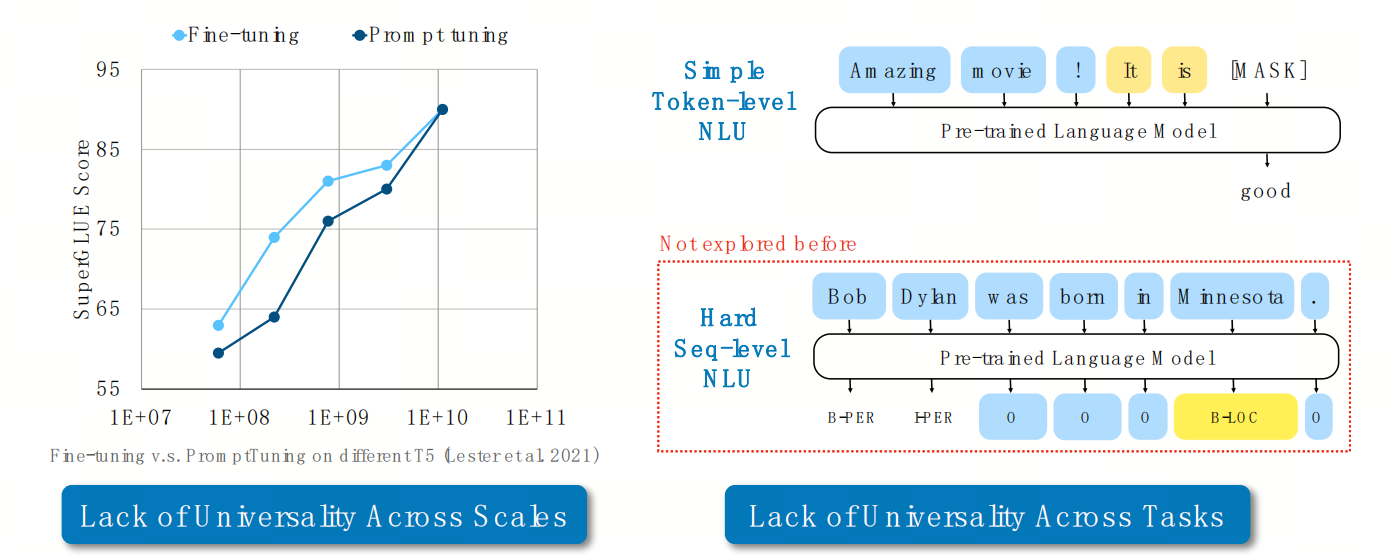 Fine-tuning Prompt tuning
95
85
75
65
55
SuperGLUE Score
1E+07 1E+08 1E+09 1E+10 1E+11
Fine-tuning v.s. Prompt Tuning on different T5 (Lester et al. 2021)
Lack of Universality Across Scales
Simple
Token-level
NLU
Amazing movie ! It is [MASK]
Pre-trained Language Model
good
Not explored before
Hard
Seq-level
NLU
Bob Dylan was born in Minnesota .
Pre-trained Language Model
B-PER I-PER O O O B-LOC O
Lack of Universality Across Tasks